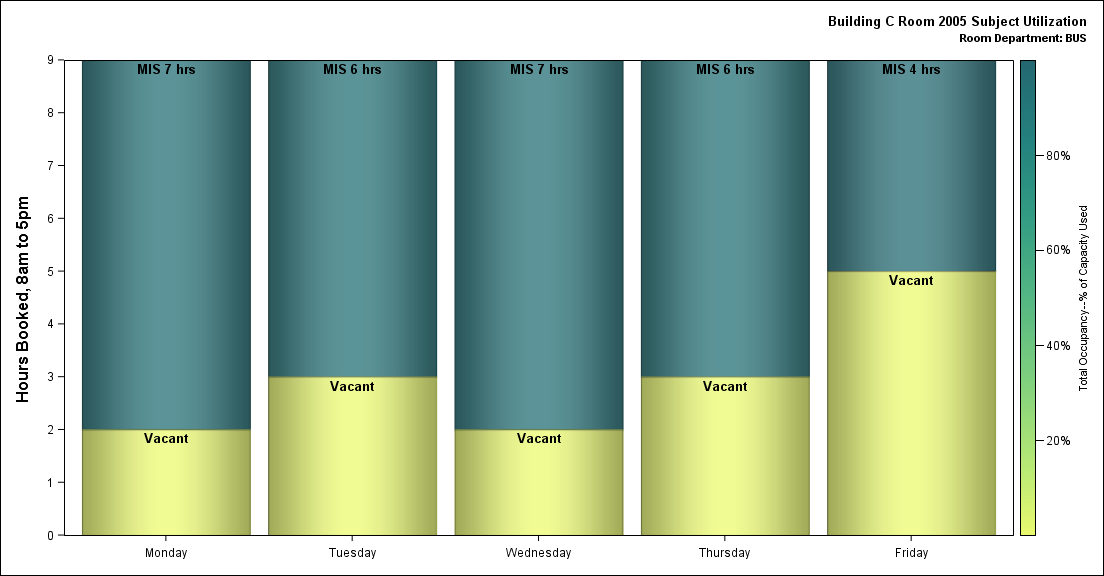 Building C Room 2005 Subject Utilization
Room Department: BUS
Hours Booked, 8am to 5pm
9
8
7
6
5
4
3
2
1
0
MIS 7 hrs
MIS 6 hrs
MIS 7 hrs
MIS 6 hrs
MIS 4 hrs
Vacant
Vacant
Vacant
Vacant
Vacant
Monday
Tuesday
Wednesday
Thursday
Friday
80%
60%
40%
20%
Total Occupancy--% of Capacity Used